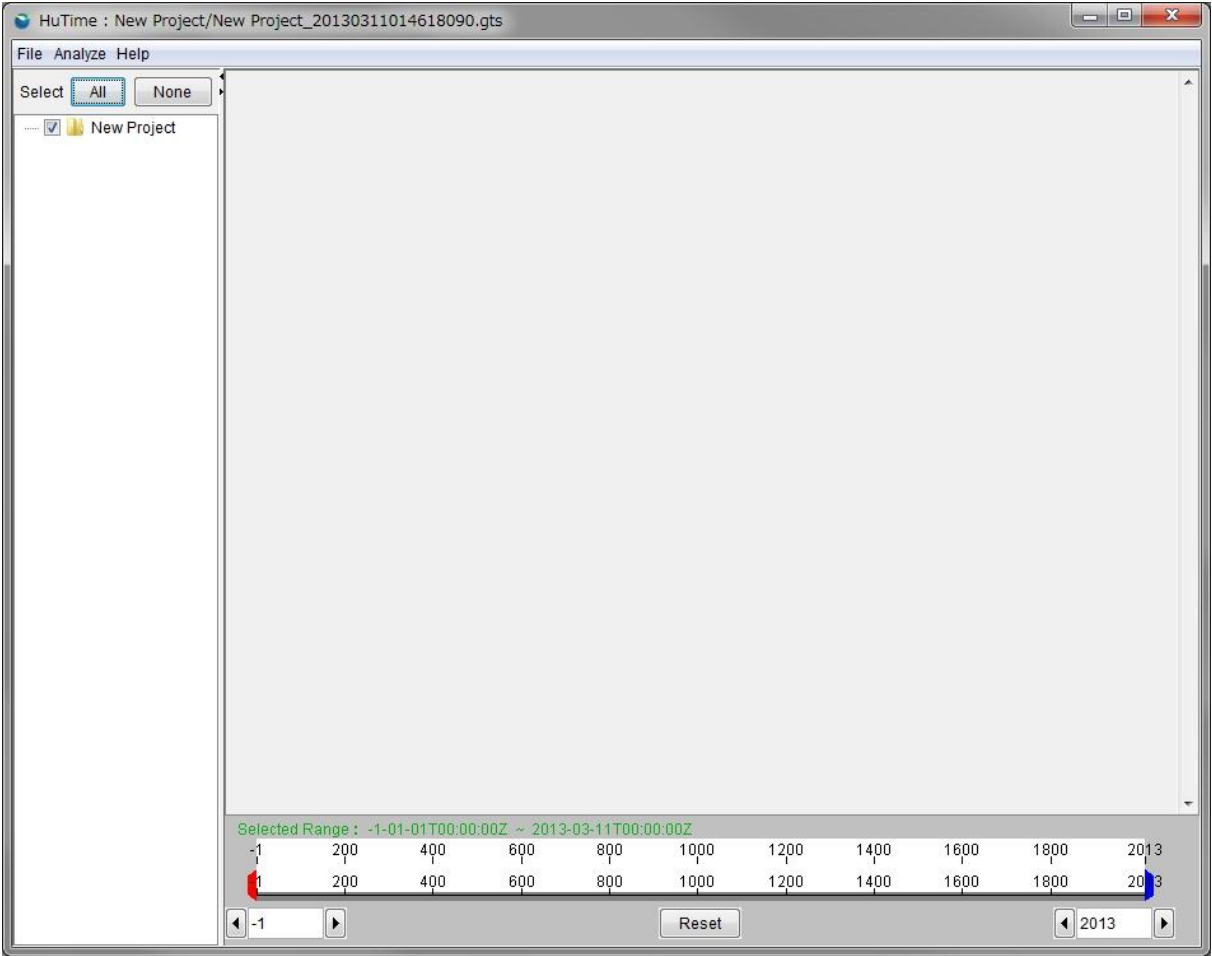 HuTime : New Project/New Project_20130311014618090.gts
File Analyze Help
Select All None
New Project
Selected Range : -1-01-01T00:00:00Z ~ 2013-03-11T00:00:00Z
-1 200 400 600 800 1000 1200 1400 1600 1800 2013
1 200 400 600 800 1000 1200 1400 1600 1800 2013
-1 Reset 2013